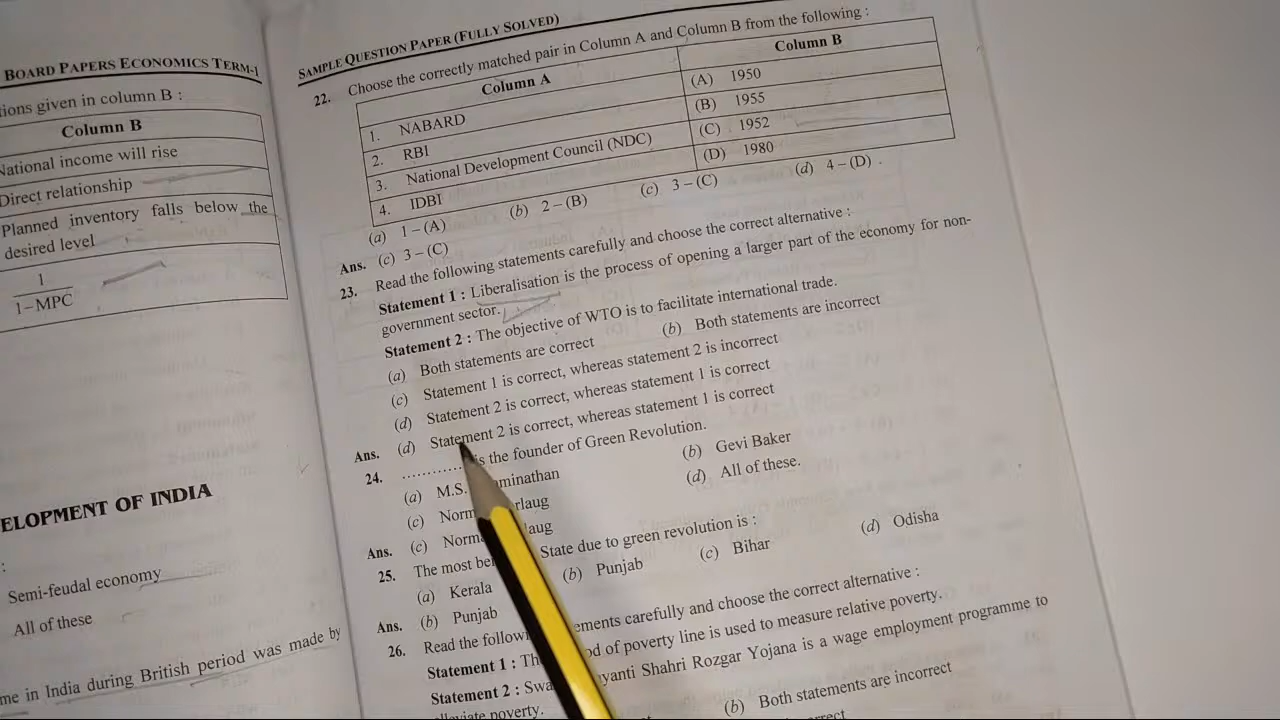 BOARD PAPERS ECONOMICS TERM-1
tions given in column B :
Column B
National income will rise
Direct relationship
Planned inventory falls below the
desired level
1
1-MPC
ELOPMENT OF INDIA
:
Semi-feudal economy
All of these
me in India during British period was made by
SAMPLE QUESTION PAPER (FULLY SOLVED)
22. Choose the correctly matched pair in Column A and Column B from the following :
Column A Column B
1. NABARD (A) 1950
2. RBI (B) 1955
3. National Development Council (NDC) (C) 1952
4. IDBI (D) 1980
(a) 1-(A) (b) 2-(B) (c) 3-(C) (d) 4-(D) .
Ans. (c) 3-(C)
23. Read the following statements carefully and choose the correct alternative :
Statement 1 : Liberalisation is the process of opening a larger part of the economy for non-
government sector.
Statement 2 : The objective of WTO is to facilitate international trade.
(a) Both statements are correct (b) Both statements are incorrect
(c) Statement 1 is correct, whereas statement 2 is incorrect
(d) Statement 2 is correct, whereas statement 1 is correct
Ans. (d) Statement 2 is correct, whereas statement 1 is correct
24. ............ is the founder of Green Revolution.
(a) M.S. minathan (b) Gevi Baker
(c) Norm rlaug (d) All of these.
Ans. (c) Norm laug
25. The most be State due to green revolution is :
(a) Kerala (b) Punjab (c) Bihar (d) Odisha
Ans. (b) Punjab
26. Read the follow ements carefully and choose the correct alternative :
Statement 1 : Th od of poverty line is used to measure relative poverty.
Statement 2 : Swa yanti Shahri Rozgar Yojana is a wage employment programme to
alleviate poverty.
(b) Both statements are incorrect